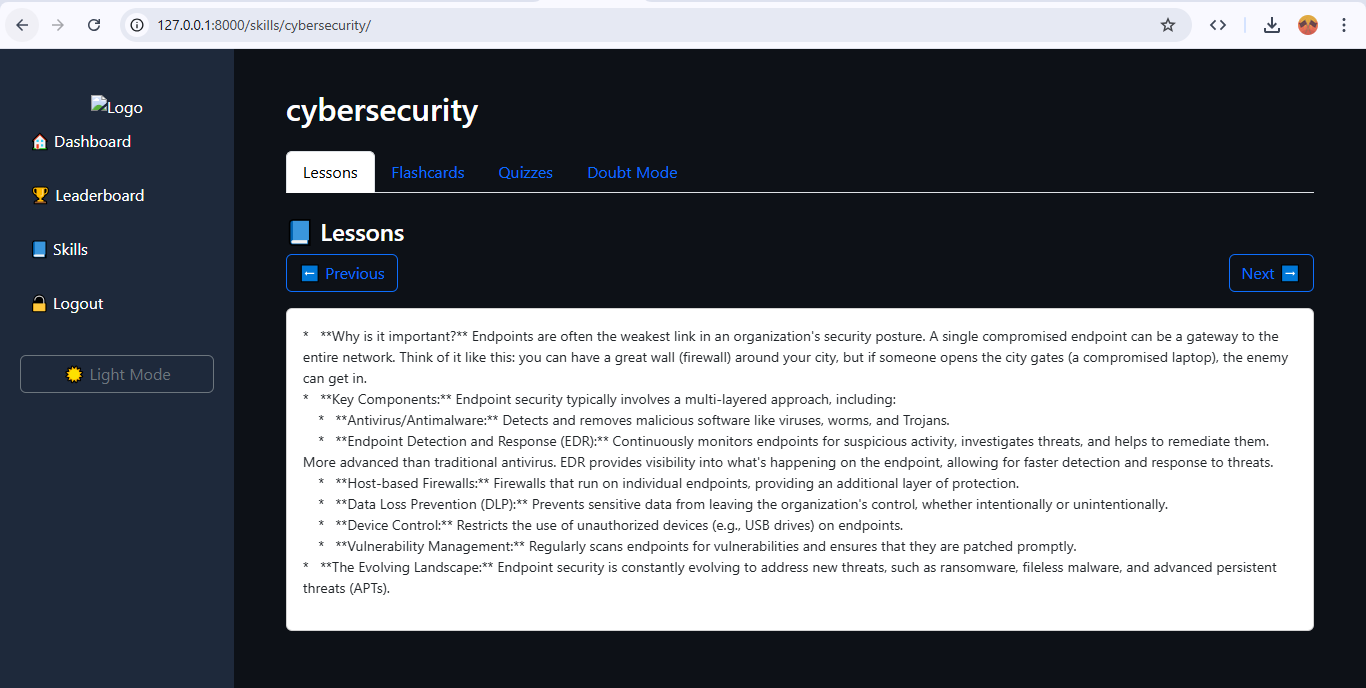 127.0.0.1:8000/skills/cybersecurity/
Logo
Dashboard
Leaderboard
Skills
Logout
Light Mode
cybersecurity
Lessons Flashcards Quizzes Doubt Mode
Lessons
Previous Next
*   **Why is it important?** Endpoints are often the weakest link in an organization's security posture. A single compromised endpoint can be a gateway to the
entire network. Think of it like this: you can have a great wall (firewall) around your city, but if someone opens the city gates (a compromised laptop), the enemy
can get in.
*   **Key Components:** Endpoint security typically involves a multi-layered approach, including:
    *   **Antivirus/Antimalware:** Detects and removes malicious software like viruses, worms, and Trojans.
    *   **Endpoint Detection and Response (EDR):** Continuously monitors endpoints for suspicious activity, investigates threats, and helps to remediate them.
More advanced than traditional antivirus. EDR provides visibility into what's happening on the endpoint, allowing for faster detection and response to threats.
    *   **Host-based Firewalls:** Firewalls that run on individual endpoints, providing an additional layer of protection.
    *   **Data Loss Prevention (DLP):** Prevents sensitive data from leaving the organization's control, whether intentionally or unintentionally.
    *   **Device Control:** Restricts the use of unauthorized devices (e.g., USB drives) on endpoints.
    *   **Vulnerability Management:** Regularly scans endpoints for vulnerabilities and ensures that they are patched promptly.
*   **The Evolving Landscape:** Endpoint security is constantly evolving to address new threats, such as ransomware, fileless malware, and advanced persistent
threats (APTs).